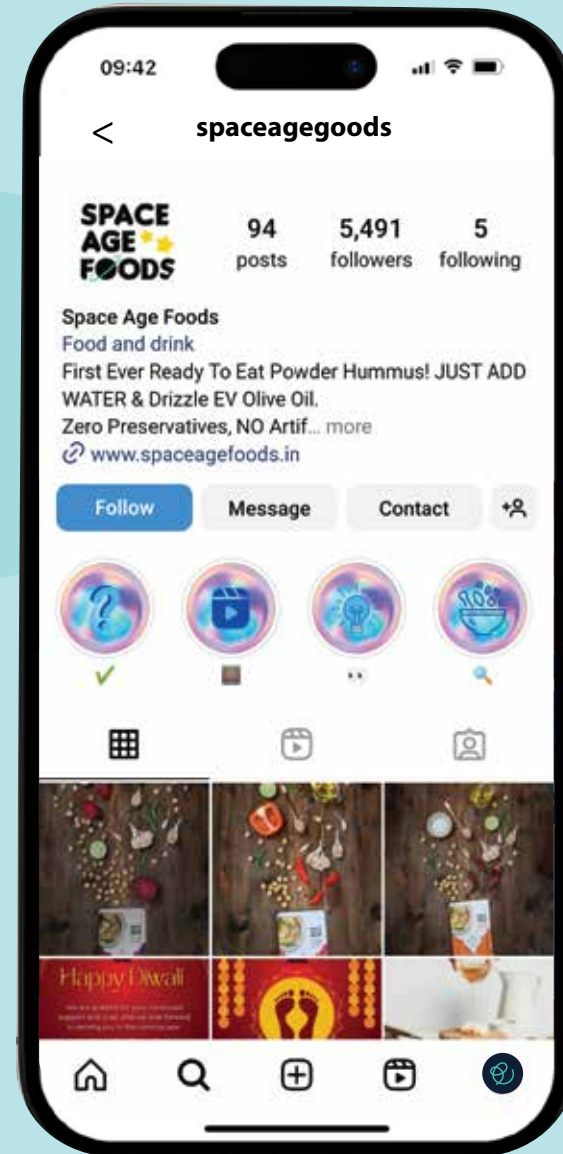 09:42
< spaceagegoods
SPACE
AGE
FOODS
94 5,491 5
posts followers following
Space Age Foods
Food and drink
First Ever Ready To Eat Powder Hummus! JUST ADD
WATER & Drizzle EV Olive Oil.
Zero Preservatives, NO Artif... more
www.spaceagefoods.in
Follow Message Contact
Happy Diwali